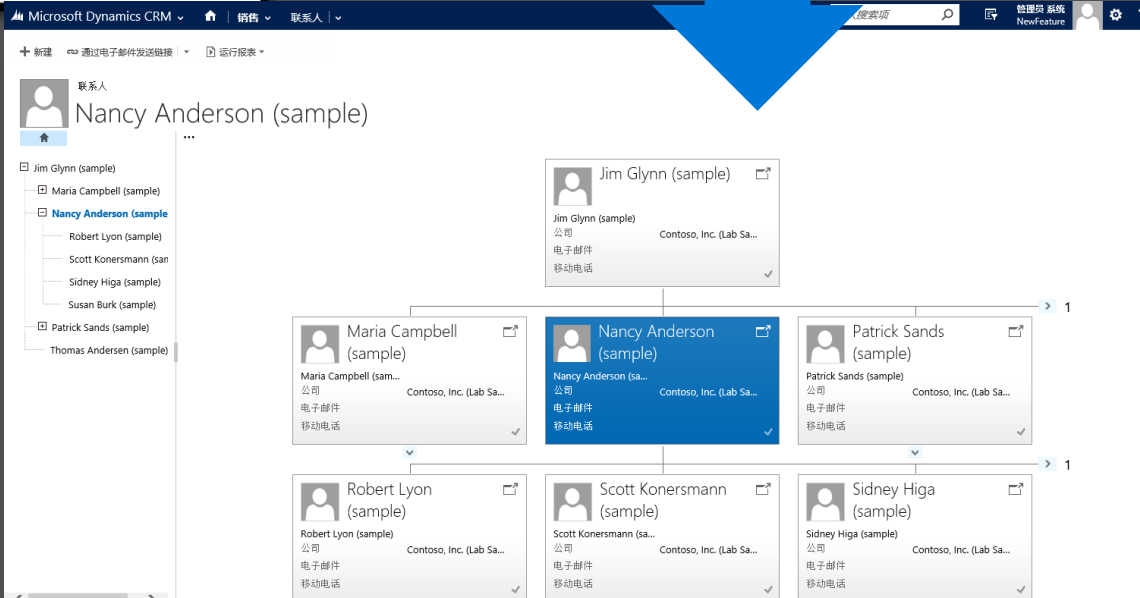 Microsoft Dynamics CRM
销售
联系人
搜索项
管理员 系统
NewFeature
新建
通过电子邮件发送链接
运行报表
联系人
Nancy Anderson (sample)
...
Jim Glynn (sample)
Maria Campbell (sample)
Nancy Anderson (sample
Robert Lyon (sample)
Scott Konersmann (san
Sidney Higa (sample)
Susan Burk (sample)
Patrick Sands (sample)
Thomas Andersen (sample)
Jim Glynn (sample)
Jim Glynn (sample)
公司 Contoso, Inc. (Lab Sa...
电子邮件
移动电话
1
Maria Campbell
(sample)
Maria Campbell (sam...
公司 Contoso, Inc. (Lab Sa...
电子邮件
移动电话
Nancy Anderson
(sample)
Nancy Anderson (sa...
公司 Contoso, Inc. (Lab Sa...
电子邮件
移动电话
Patrick Sands
(sample)
Patrick Sands (sample)
公司 Contoso, Inc. (Lab Sa...
电子邮件
移动电话
1
Robert Lyon
(sample)
Robert Lyon (sample)
公司 Contoso, Inc. (Lab Sa...
电子邮件
移动电话
Scott Konersmann
(sample)
Scott Konersmann (sa...
公司 Contoso, Inc. (Lab Sa...
电子邮件
移动电话
Sidney Higa
(sample)
Sidney Higa (sample)
公司 Contoso, Inc. (Lab Sa...
电子邮件
移动电话